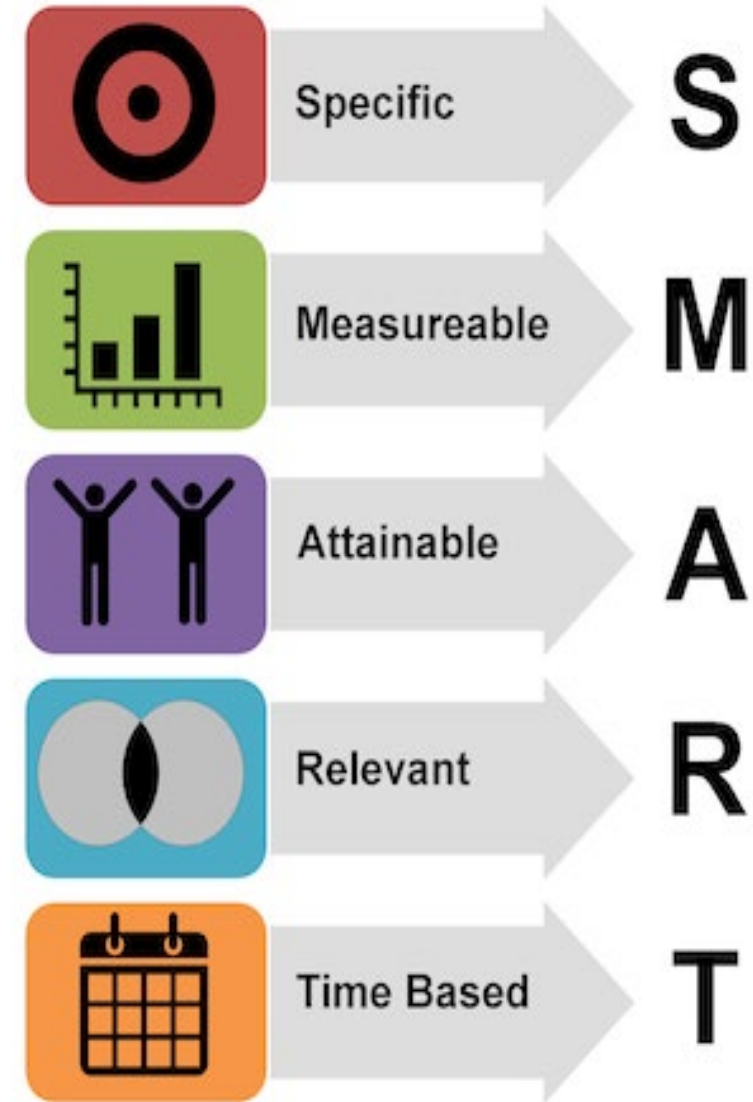 Specific
S
Measureable
M
Attainable
A
Relevant
R
Time Based
T